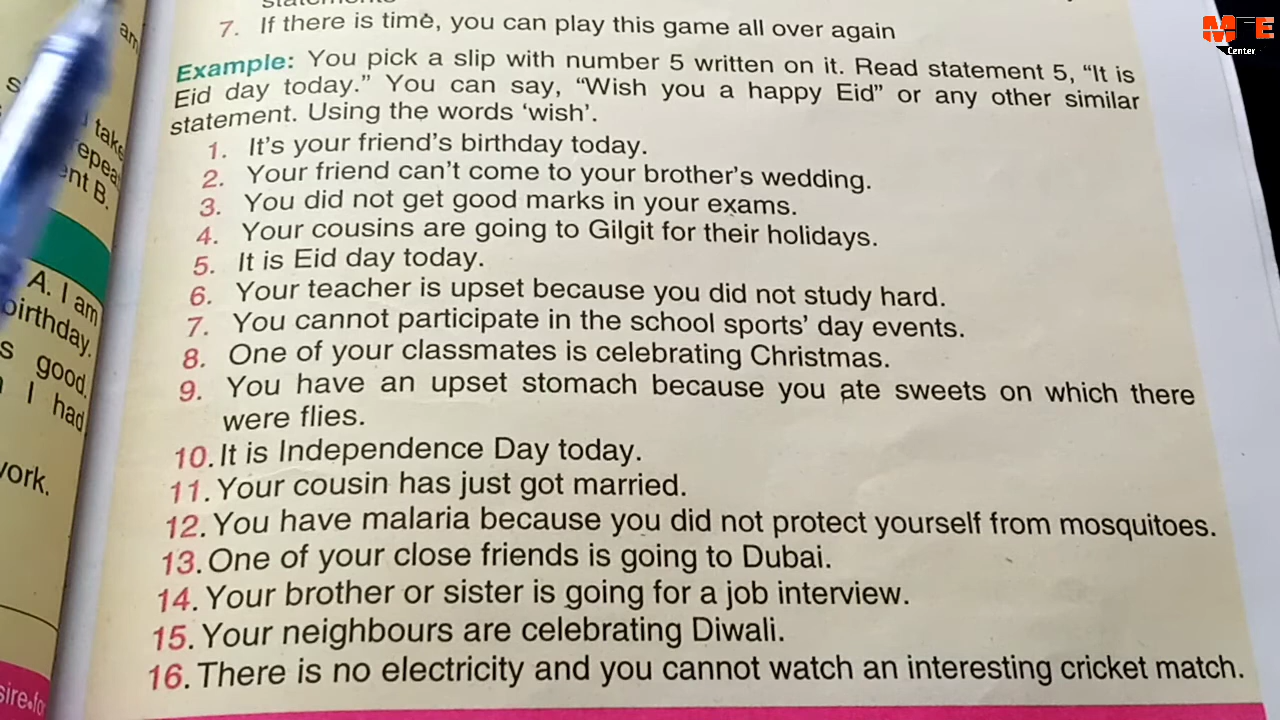 statements
7. If there is time, you can play this game all over again
Example: You pick a slip with number 5 written on it. Read statement 5, “It is
Eid day today.” You can say, “Wish you a happy Eid” or any other similar
statement. Using the words ‘wish’.
1. It’s your friend’s birthday today.
2. Your friend can’t come to your brother’s wedding.
3. You did not get good marks in your exams.
4. Your cousins are going to Gilgit for their holidays.
5. It is Eid day today.
6. Your teacher is upset because you did not study hard.
7. You cannot participate in the school sports’ day events.
8. One of your classmates is celebrating Christmas.
9. You have an upset stomach because you ate sweets on which there
were flies.
10. It is Independence Day today.
11. Your cousin has just got married.
12. You have malaria because you did not protect yourself from mosquitoes.
13. One of your close friends is going to Dubai.
14. Your brother or sister is going for a job interview.
15. Your neighbours are celebrating Diwali.
16. There is no electricity and you cannot watch an interesting cricket match.
am
take
epeat
ent B.
A. I am
birthday.
s good.
I had
work.
Center